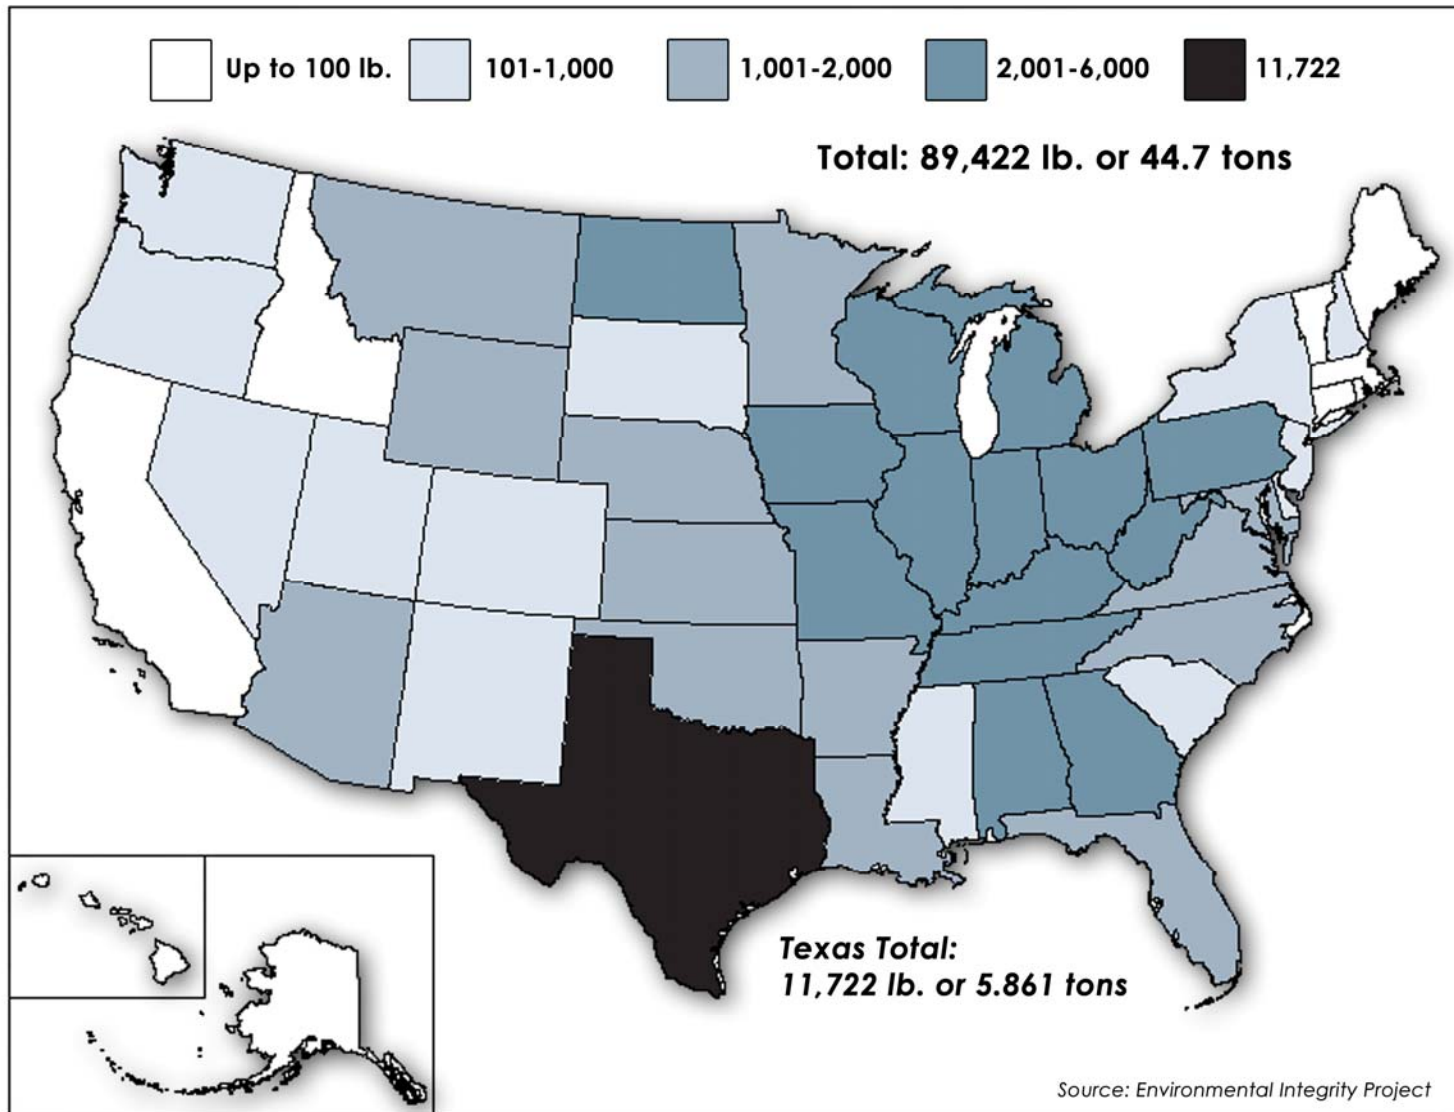 Up to 100 lb. 101-1,000 1,001-2,000 2,001-6,000 11,722
Total: 89,422 lb. or 44.7 tons
Texas Total:
11,722 lb. or 5.861 tons
Source: Environmental Integrity Project